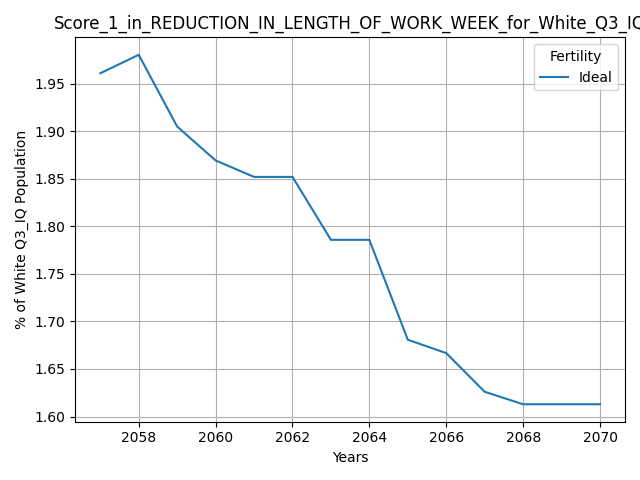 Score_1_in_REDUCTION_IN_LENGTH_OF_WORK_WEEK_for_White_Q3_IQ
Fertility
Ideal
% of White Q3_IQ Population
1.95
1.90
1.85
1.80
1.75
1.70
1.65
1.60
2058 2060 2062 2064 2066 2068 2070
Years